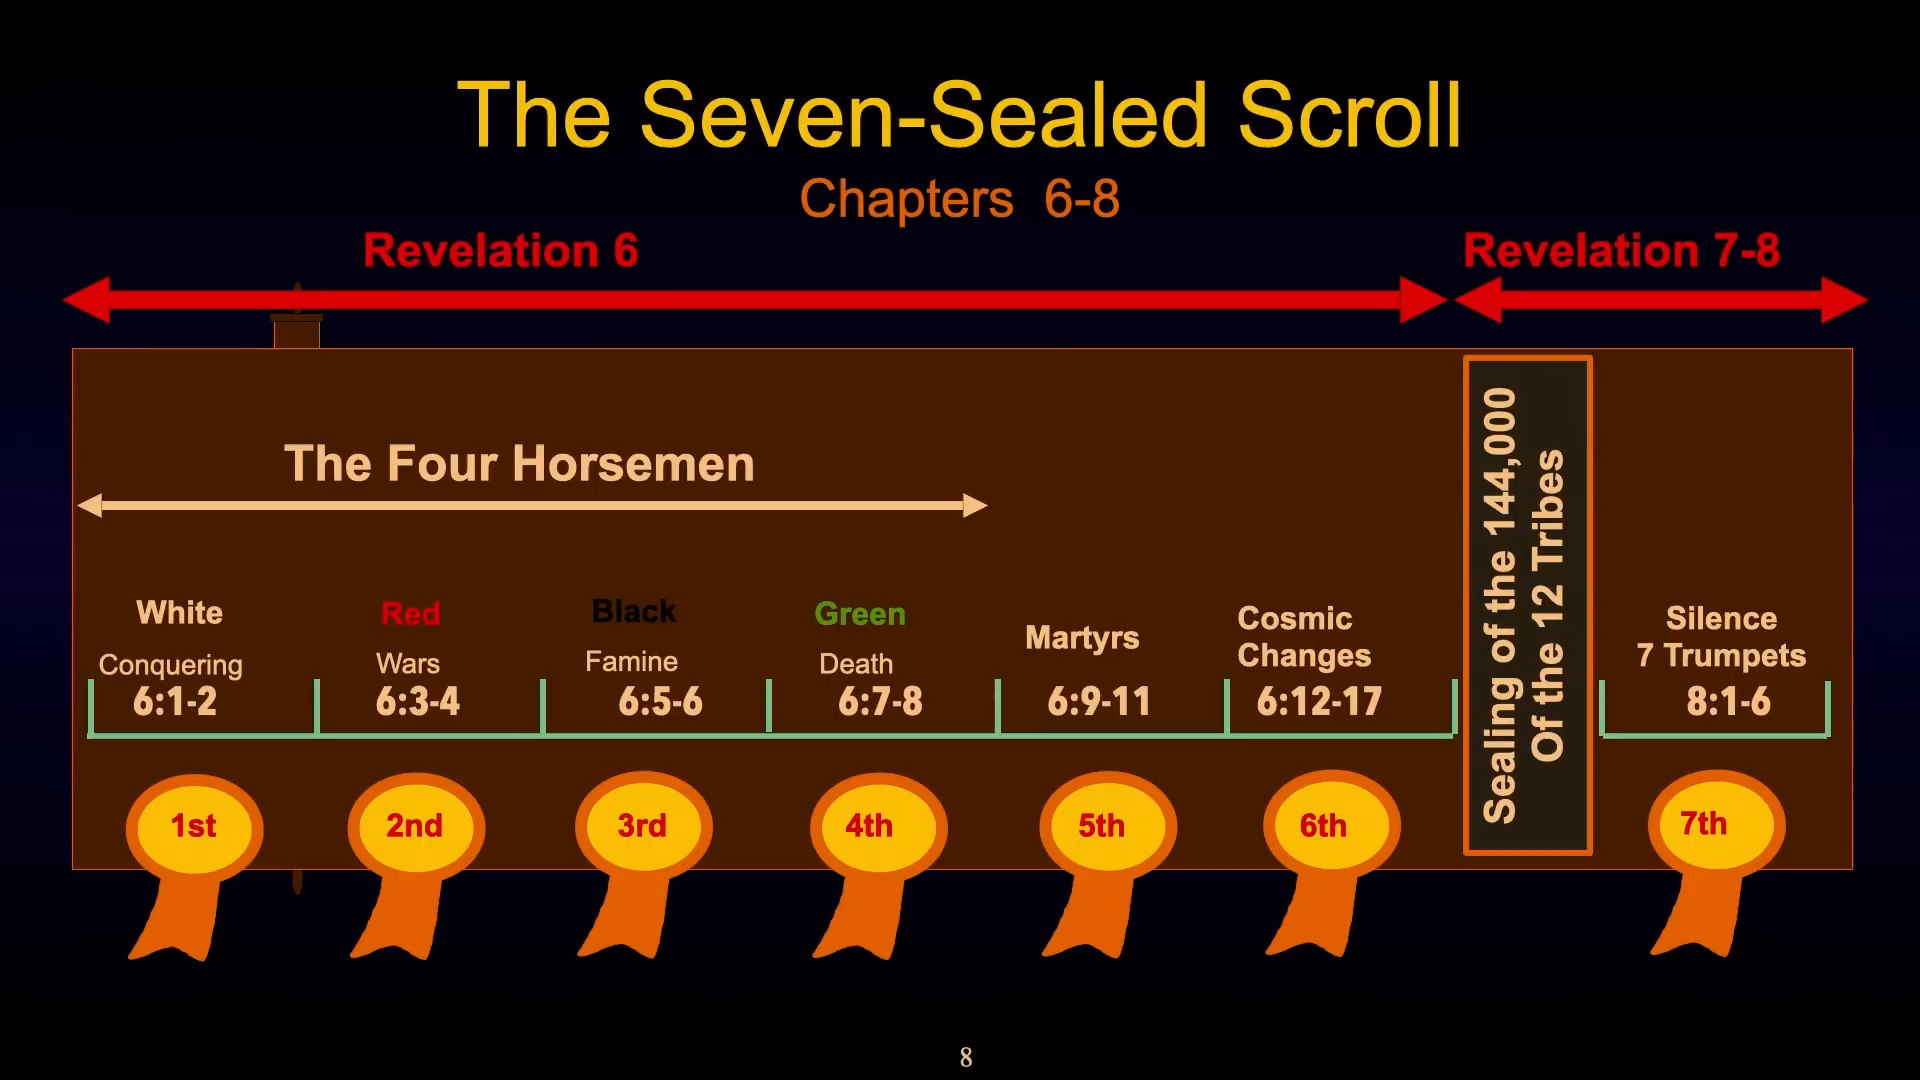 The Seven-Sealed Scroll
Chapters 6-8
Revelation 6
Revelation 7-8
The Four Horsemen
White
Conquering
6:1-2
Red
Wars
6:3-4
Black
Famine
6:5-6
Green
Death
6:7-8
Martyrs
6:9-11
Cosmic
Changes
6:12-17
Sealing of the 144,000
Of the 12 Tribes
Silence
7 Trumpets
8:1-6
1st
2nd
3rd
4th
5th
6th
7th
8